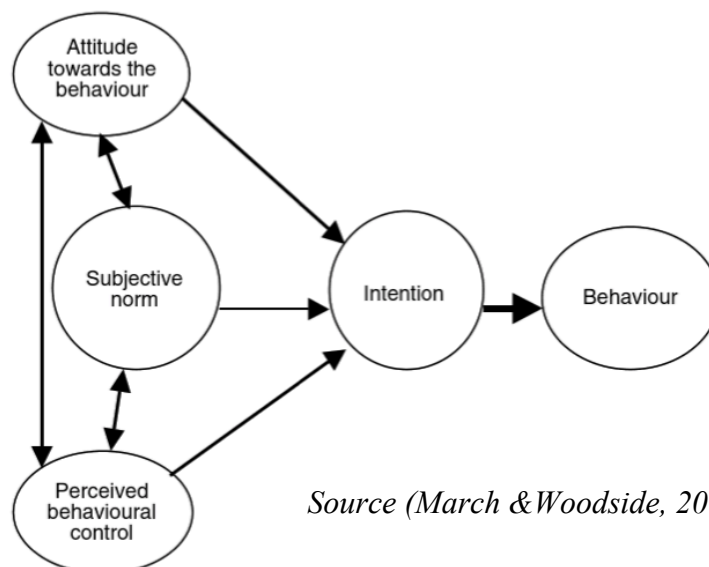 Attitude
towards the
behaviour
Subjective
norm
Intention
Behaviour
Perceived
behavioural
control
Source (March &Woodside, 20